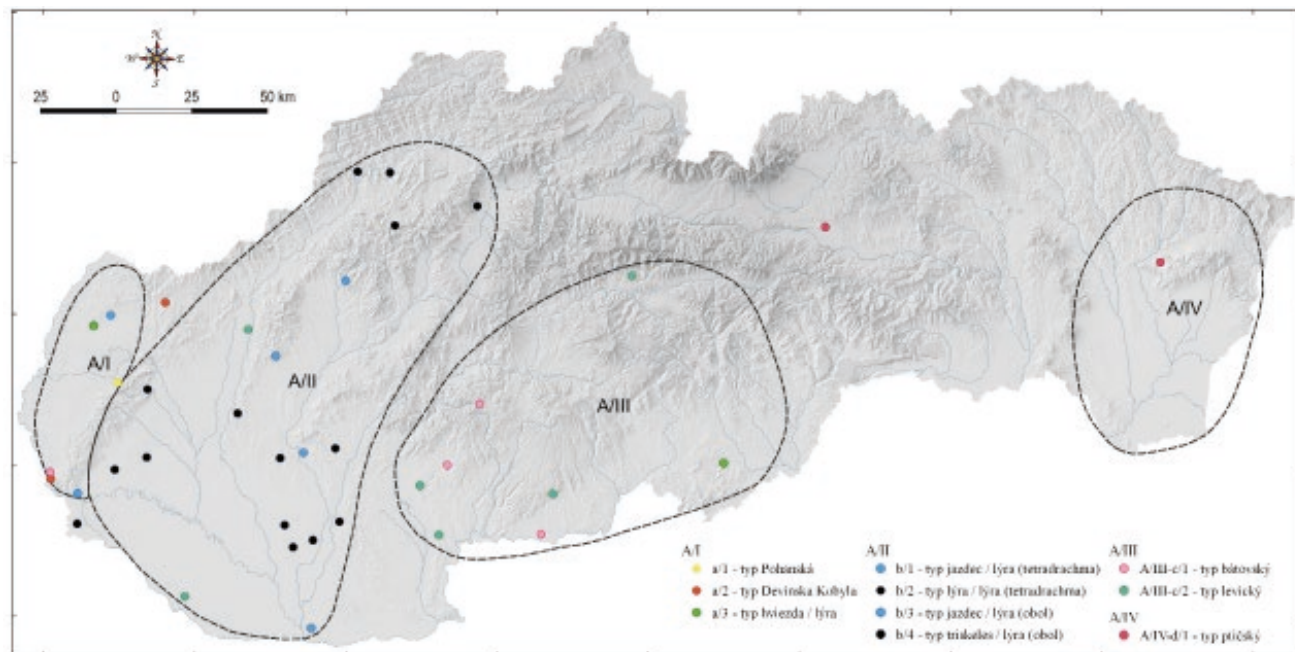 N
W E
S
25 0 25 50 km
A/I
A/II
A/III
A/IV
A/I
a/1 - typ Pohanská
a/2 - typ Devínska Kobyla
a/3 - typ hviezda / lýra
A/II
b/1 - typ jazdec / lýra (tetradrachma)
b/2 - typ lýra / lýra (tetradrachma)
b/3 - typ jazdec / lýra (obol)
b/4 - typ triskeles / lýra (obol)
A/III
A/III-c/1 - typ bátovský
A/III-c/2 - typ levický
A/IV
A/IV-d/1 - typ ptičský